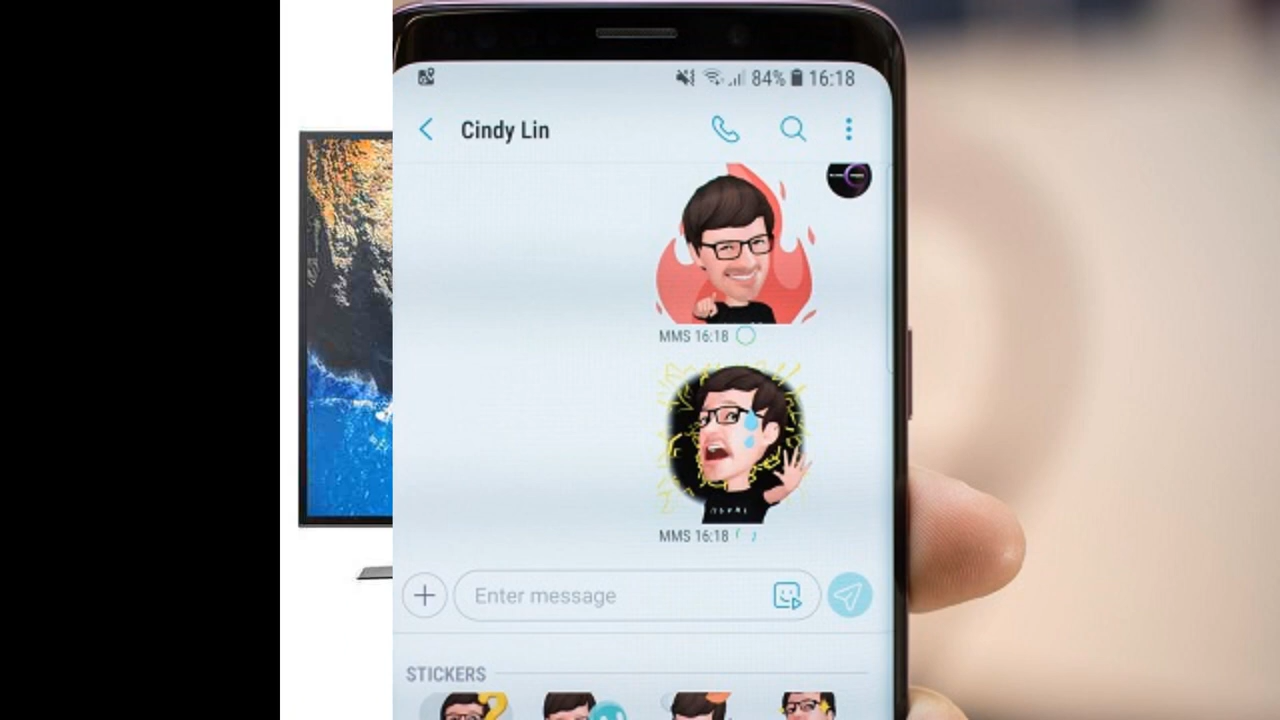 84% 16:18
Cindy Lin
MMS 16:18
MMS 16:18
Enter message
STICKERS